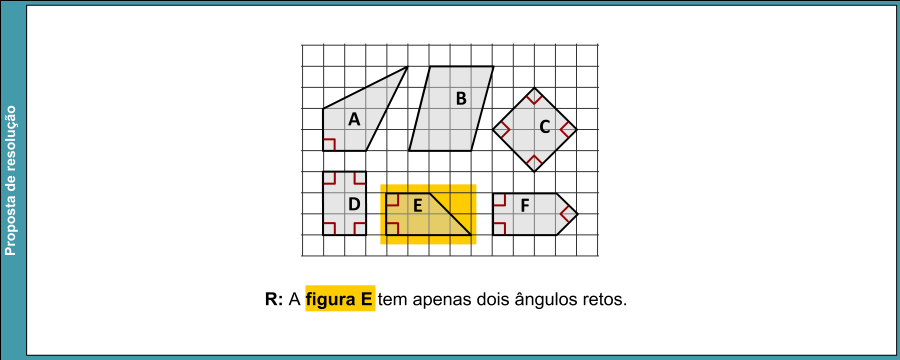 Proposta de resolução
A
B
C
D
E
F
R: A figura E tem apenas dois ângulos retos.